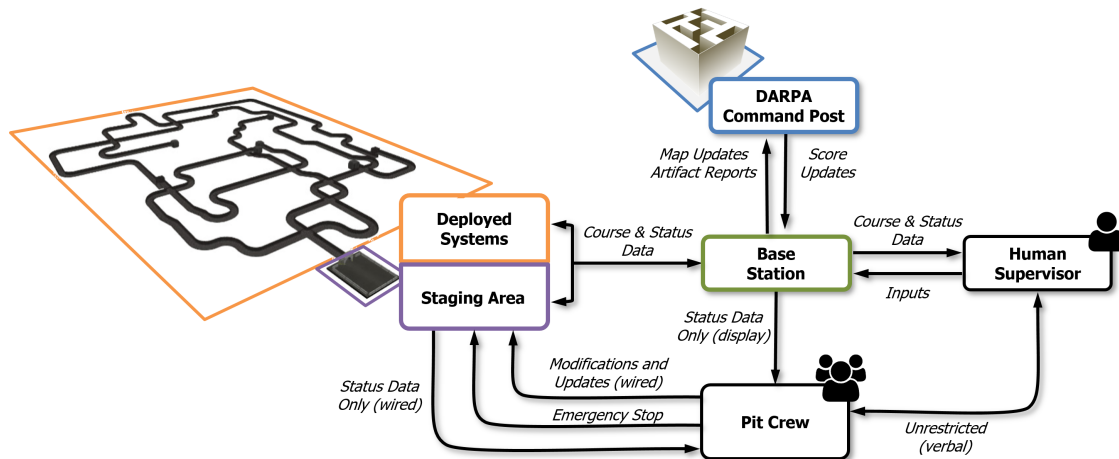 DARPA
Command Post
Map Updates
Artifact Reports
Score
Updates
Deployed
Systems
Staging Area
Course & Status
Data
Base
Station
Course & Status
Data
Inputs
Human
Supervisor
Status Data
Only (display)
Modifications and
Updates (wired)
Status Data
Only (wired)
Emergency Stop
Pit Crew
Unrestricted
(verbal)